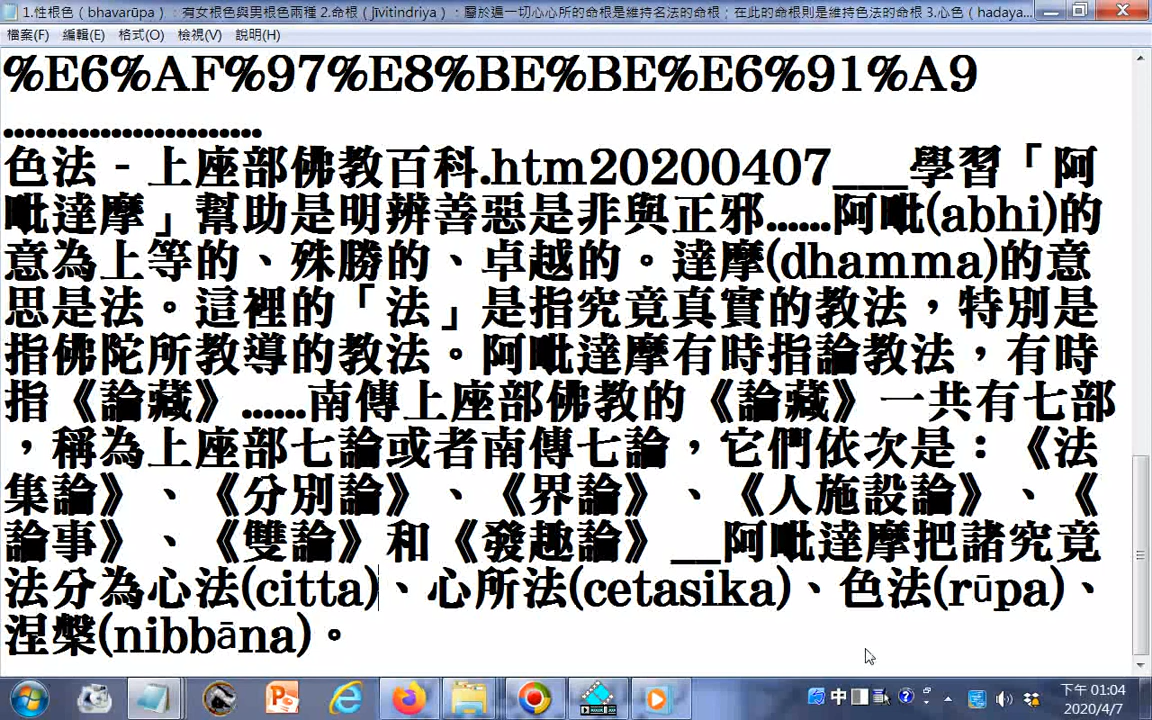 1.性根色（bhavarūpa）：有女根色與男根色兩種 2.命根（Jīvitindriya）：屬於遍一切心心所的命根是維持名法的命根；在此的命根則是維持色法的命根 3.心色（hadaya...
檔案(F) 編輯(E) 格式(O) 檢視(V) 說明(H)
%E6%AF%97%E8%BE%BE%E6%91%A9
........................
色法 - 上座部佛教百科.htm20200407___學習「阿
毗達摩」幫助是明辨善惡是非與正邪......阿毗(abhi)的
意為上等的、殊勝的、卓越的。達摩(dhamma)的意
思是法。這裡的「法」是指究竟真實的教法，特別是
指佛陀所教導的教法。阿毗達摩有時指論教法，有時
指《論藏》......南傳上座部佛教的《論藏》一共有七部
，稱為上座部七論或者南傳七論，它們依次是：《法
集論》、《分別論》、《界論》、《人施設論》、《
論事》、《雙論》和《發趣論》__阿毗達摩把諸究竟
法分為心法(citta)、心所法(cetasika)、色法(rūpa)、
涅槃(nibbāna)。
中
下午 01:04
2020/4/7